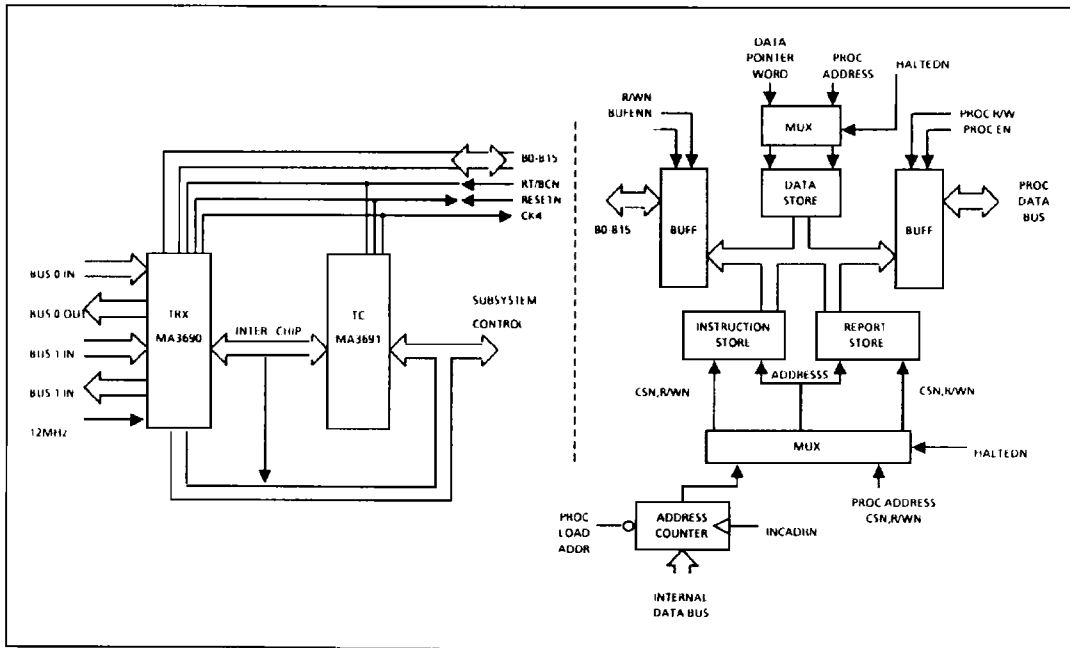 B0-B15
RT/BCN
RESETN
CK4
BUS 0 IN
BUS 0 OUT
BUS 1 IN
BUS 1 IN
12MHz
TRX
MA3690
INTER CHIP
TC
MA3691
SUBSYSTEM
CONTROL
DATA
POINTER
WORD
PROC
ADDRESS
HALTEDN
R/WN
BUFENN
MUX
PROC R/W
PROC EN
DATA
STORE
B0-B15
BUFF
BUFF
PROC
DATA
BUS
INSTRUCTION
STORE
REPORT
STORE
ADDRESSS
CSN,R/WN
CSN,R/WN
MUX
HALTEDN
PROC ADDRESS
CSN,R/WN
PROC
LOAD
ADDR
ADDRESS
COUNTER
INCADRN
INTERNAL
DATA BUS